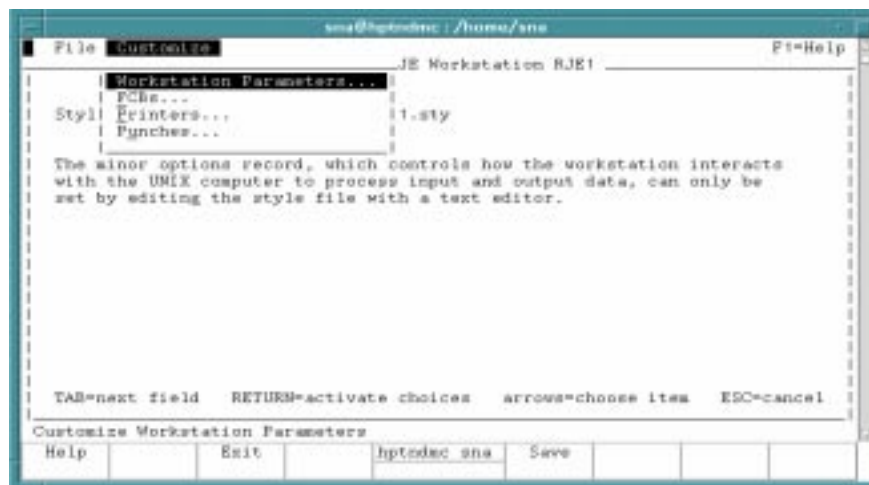 sna@hptndmc : /home/sna
File Customize F1=Help
JE Workstation RJE1
Workstation Parameters...
FCBs...
Styl Printers... 1.sty
Punches...
The minor options record, which controls how the workstation interacts
with the UNIX computer to process input and output data, can only be
set by editing the style file with a text editor.
TAB=next field RETURN=activate choices arrows=choose item ESC=cancel
Customize Workstation Parameters
Help Exit hptndmc sna Save